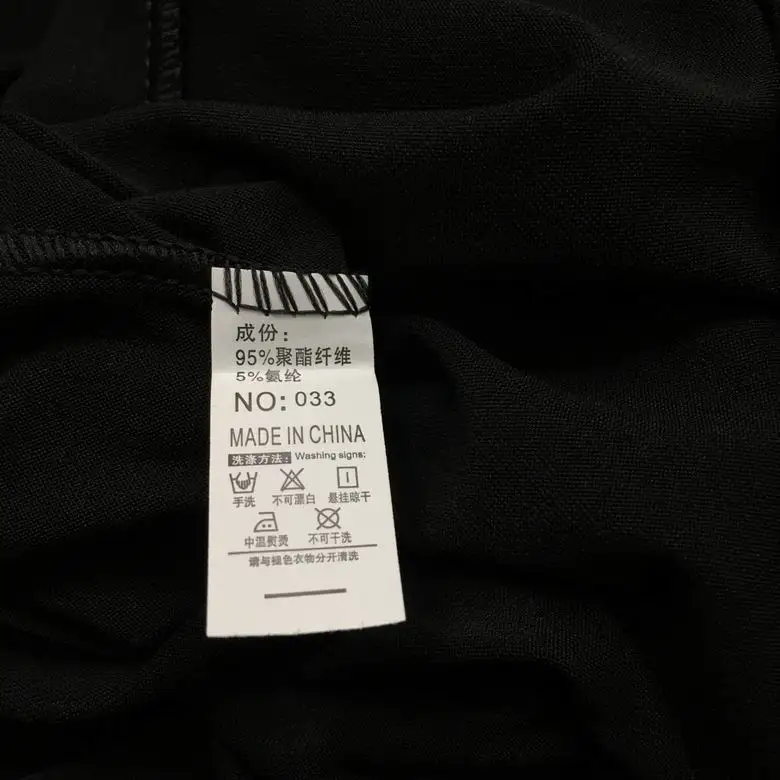 成份：
95%聚酯纤维
5%氨纶
NO: 033
MADE IN CHINA
洗涤方法： Washing signs:
手洗 不可漂白 悬挂晾干
中温熨烫 不可干洗
请与褪色衣物分开清洗